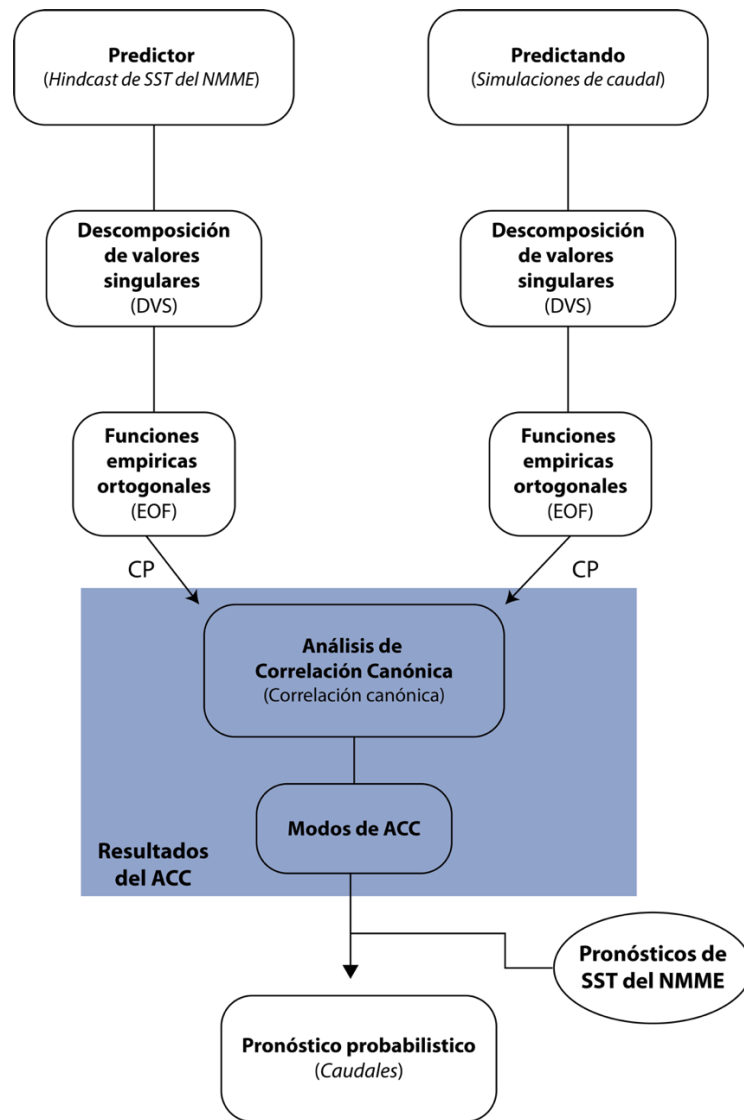 Predictor
(Hindcast de SST del NMME)
Predictando
(Simulaciones de caudal)
Descomposición
de valores
singulares
(DVS)
Descomposición
de valores
singulares
(DVS)
Funciones
empiricas
ortogonales
(EOF)
Funciones
empiricas
ortogonales
(EOF)
CP
CP
Análisis de
Correlación Canónica
(Correlación canónica)
Modos de ACC
Resultados
del ACC
Pronósticos de
SST del NMME
Pronóstico probabilistico
(Caudales)